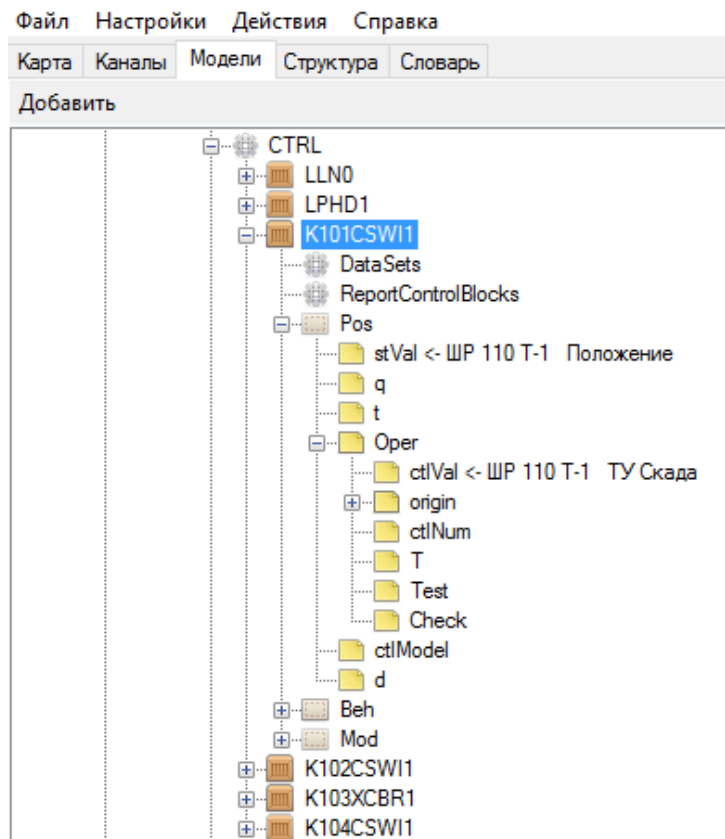 Файл Настройки Действия Справка
Карта Каналы Модели Структура Словарь
Добавить
CTRL
LLN0
LPHD1
K101CSWI1
DataSets
ReportControlBlocks
Pos
stVal <- ШР 110 Т-1 Положение
q
t
Oper
ctlVal <- ШР 110 Т-1 ТУ Скада
origin
ctlNum
T
Test
Check
ctlModel
d
Beh
Mod
K102CSWI1
K103XCBR1
K104CSWI1